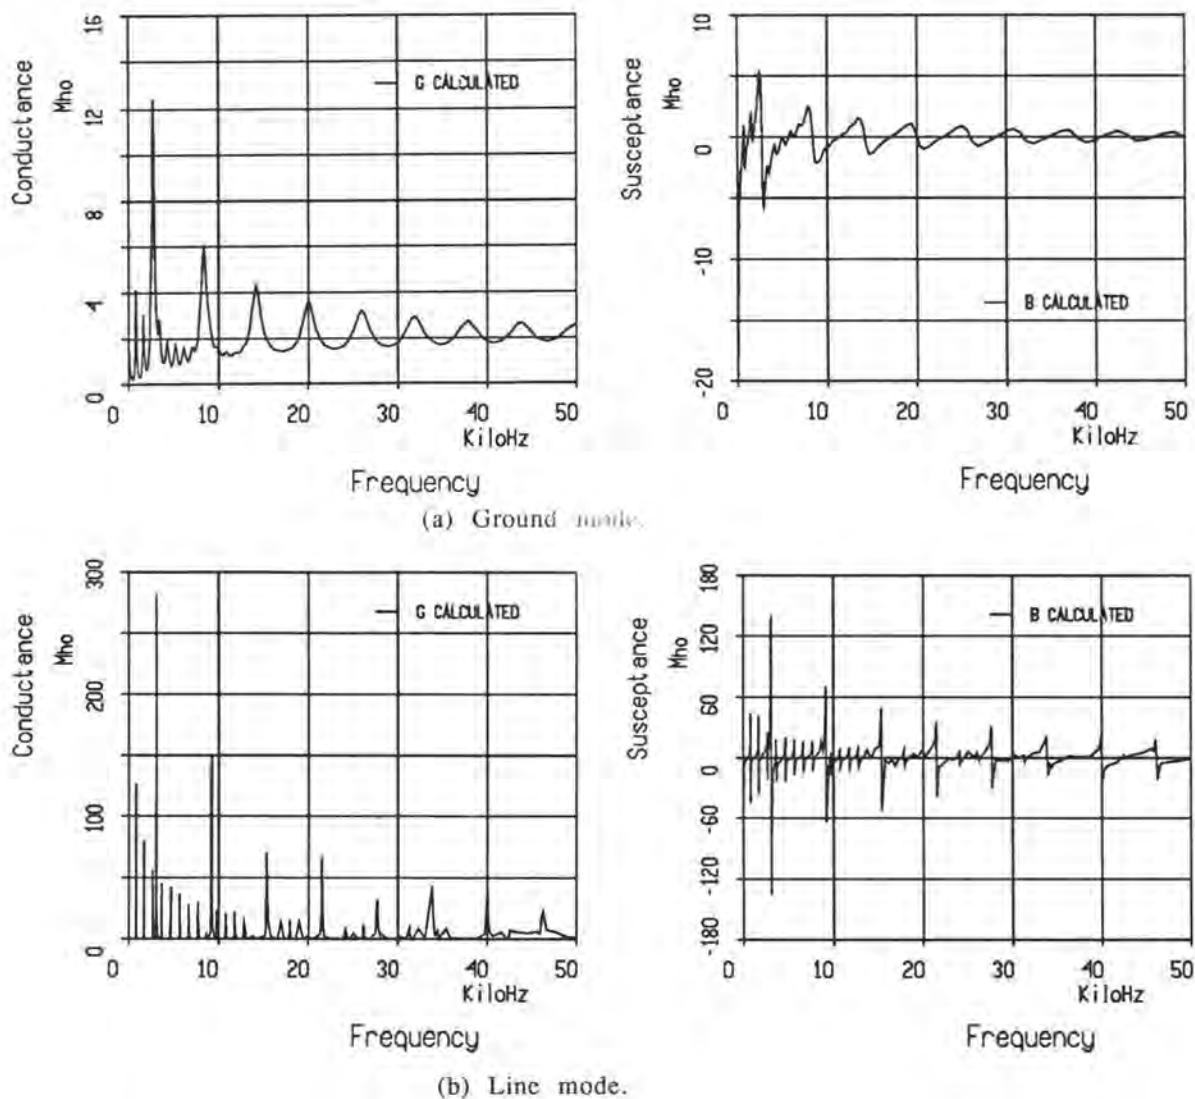 Conductance
Mho
16
12
8
4
0
G CALCULATED
0 10 20 30 40 50
KiloHz
Frequency
Susceptance
Mho
10
0
-10
-20
B CALCULATED
0 10 20 30 40 50
KiloHz
Frequency
(a) Ground mode.
Conductance
Mho
300
200
100
0
G CALCULATED
0 10 20 30 40 50
KiloHz
Frequency
Susceptance
Mho
180
120
60
0
-60
-120
-180
B CALCULATED
0 10 20 30 40 50
KiloHz
Frequency
(b) Line mode.